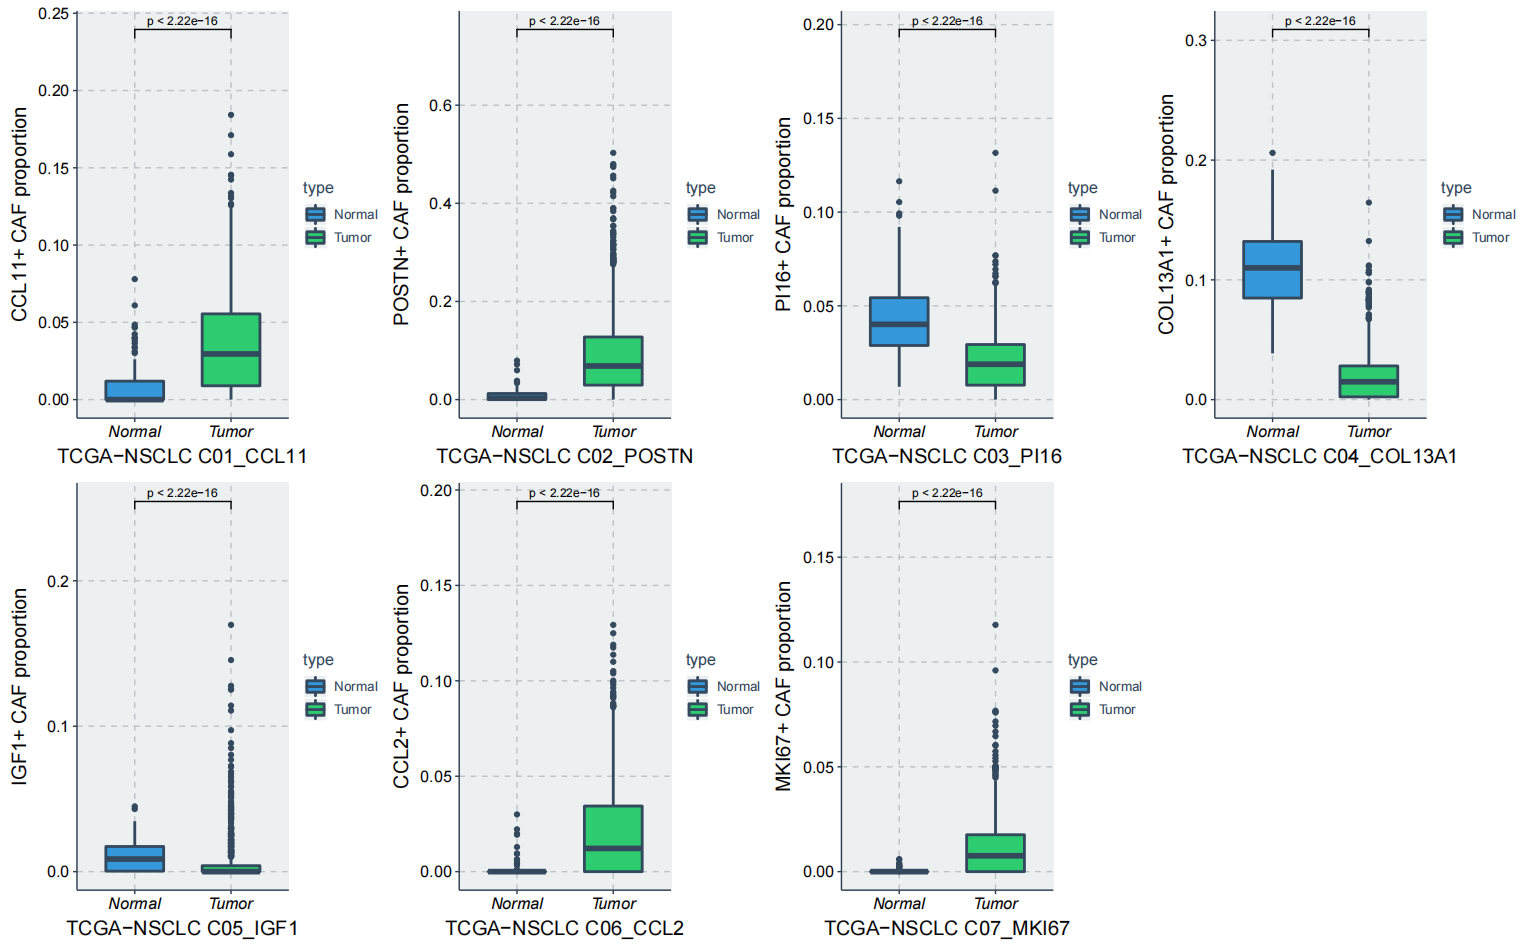 CCL11+ CAF proportion
0.25
0.20
0.15
0.10
0.05
0.00
p < 2.22e−16
Normal Tumor
TCGA−NSCLC C01_CCL11
type
Normal
Tumor
POSTN+ CAF proportion
0.6
0.4
0.2
0.0
p < 2.22e−16
Normal Tumor
TCGA−NSCLC C02_POSTN
type
Normal
Tumor
PI16+ CAF proportion
0.20
0.15
0.10
0.05
0.00
p < 2.22e−16
Normal Tumor
TCGA−NSCLC C03_PI16
type
Normal
Tumor
COL13A1+ CAF proportion
0.3
0.2
0.1
0.0
p < 2.22e−16
Normal Tumor
TCGA−NSCLC C04_COL13A1
type
Normal
Tumor
IGF1+ CAF proportion
0.2
0.1
0.0
p < 2.22e−16
Normal Tumor
TCGA−NSCLC C05_IGF1
type
Normal
Tumor
CCL2+ CAF proportion
0.20
0.15
0.10
0.05
0.00
p < 2.22e−16
Normal Tumor
TCGA−NSCLC C06_CCL2
type
Normal
Tumor
MKI67+ CAF proportion
0.15
0.10
0.05
0.00
p < 2.22e−16
Normal Tumor
TCGA−NSCLC C07_MKI67
type
Normal
Tumor